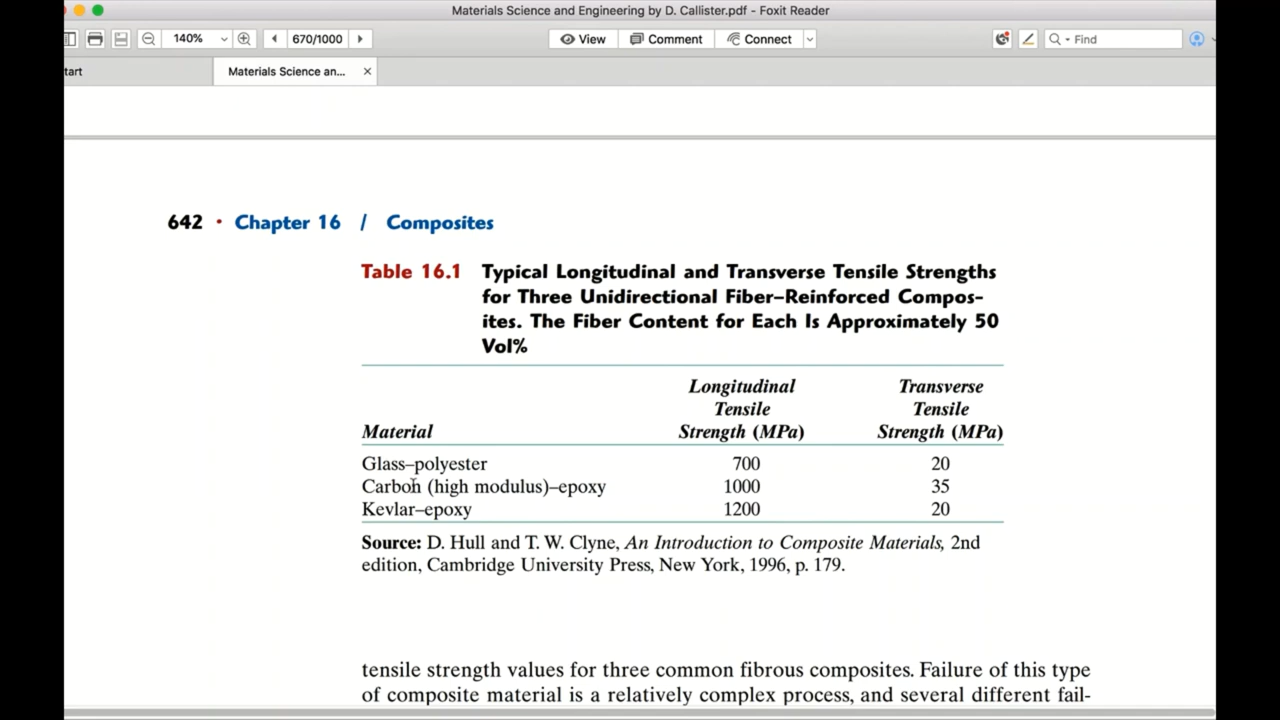 Materials Science and Engineering by D. Callister.pdf - Foxit Reader
140%
670/1000
View
Comment
Connect
Find
tart
Materials Science an...
642 • Chapter 16 / Composites
Table 16.1 Typical Longitudinal and Transverse Tensile Strengths
for Three Unidirectional Fiber–Reinforced Compos-
ites. The Fiber Content for Each Is Approximately 50
Vol%
Longitudinal Transverse
Tensile Tensile
Material Strength (MPa) Strength (MPa)
Glass–polyester 700 20
Carbon (high modulus)–epoxy 1000 35
Kevlar–epoxy 1200 20
Source: D. Hull and T. W. Clyne, An Introduction to Composite Materials, 2nd
edition, Cambridge University Press, New York, 1996, p. 179.
tensile strength values for three common fibrous composites. Failure of this type
of composite material is a relatively complex process, and several different fail-